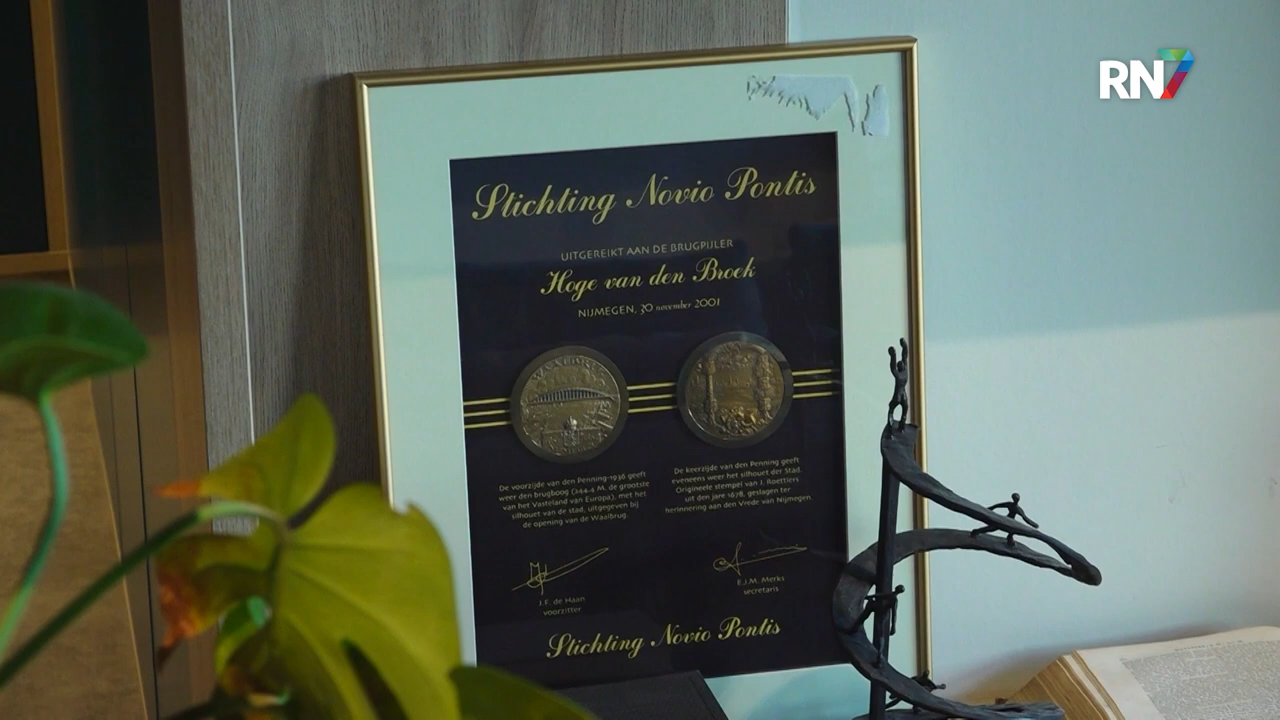 RN7
Stichting Novio Pontis
UITGEREIKT AAN DE BRUGPIJLER
Hoge van den Broek
NIJMEGEN, 30 november 2001
WAALBRUG
De voorzijde van den Penning 1936 geeft
weer den brugboog (244.4 M. de grootste
van het Vasteland van Europa), met het
silhouet van de stad, uitgegeven bij
de opening van de Waalbrug.
De keerzijde van den Penning geeft
eveneens weer het silhouet der Stad.
Origineele stempel van J. Roettiers
uit den jare 1678, geslagen ter
herinnering aan den Vrede van Nijmegen.
J.F. de Haan
voorzitter
E.J.M. Merks
secretaris
Stichting Novio Pontis